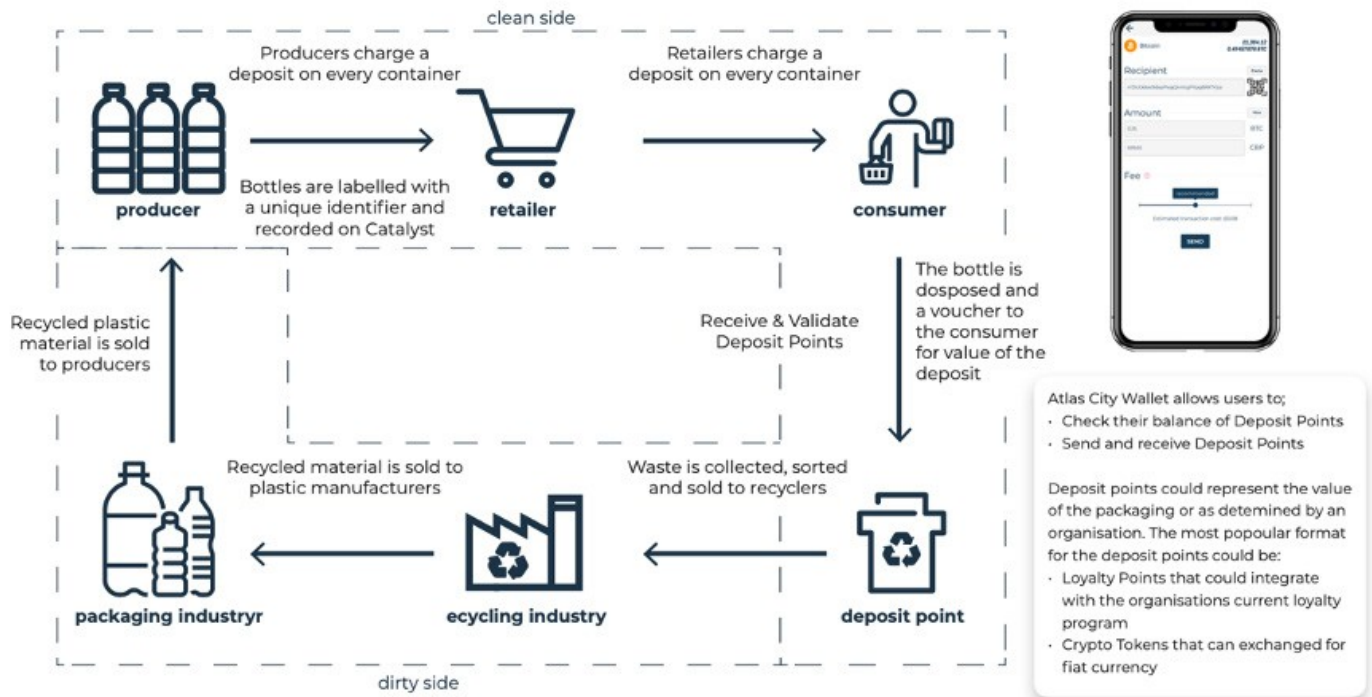 clean side
Producers charge a
deposit on every container
Retailers charge a
deposit on every container
producer
Bottles are labelled with
a unique identifier and
recorded on Catalyst
retailer
consumer
Recycled plastic
material is sold
to producers
Receive & Validate
Deposit Points
The bottle is
dosposed and
a voucher to
the consumer
for value of the
deposit
Recycled material is sold to
plastic manufacturers
Waste is collected, sorted
and sold to recyclers
packaging industryr
ecycling industry
deposit point
dirty side
Bitcoin
Recipient
Amount
BTC
GBP
Fee
SEND
Atlas City Wallet allows users to;
· Check their balance of Deposit Points
· Send and receive Deposit Points
Deposit points could represent the value
of the packaging or as detemined by an
organisation. The most popoular format
for the deposit points could be:
· Loyalty Points that could integrate
with the organisations current loyalty
program
· Crypto Tokens that can exchanged for
fiat currency